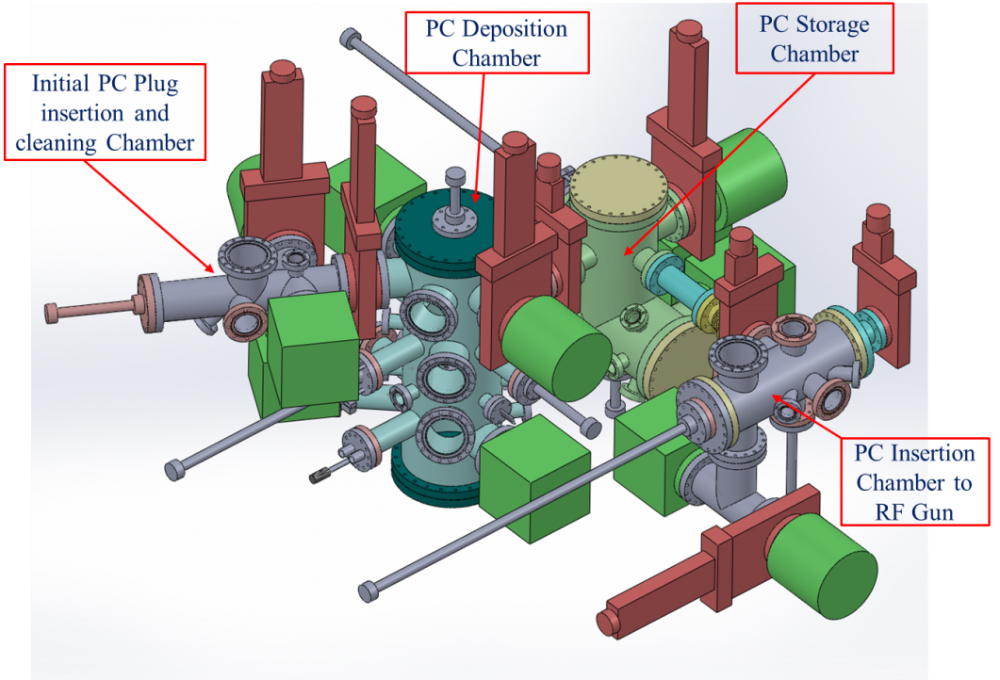 Initial PC Plug
insertion and
cleaning Chamber
PC Deposition
Chamber
PC Storage
Chamber
PC Insertion
Chamber to
RF Gun